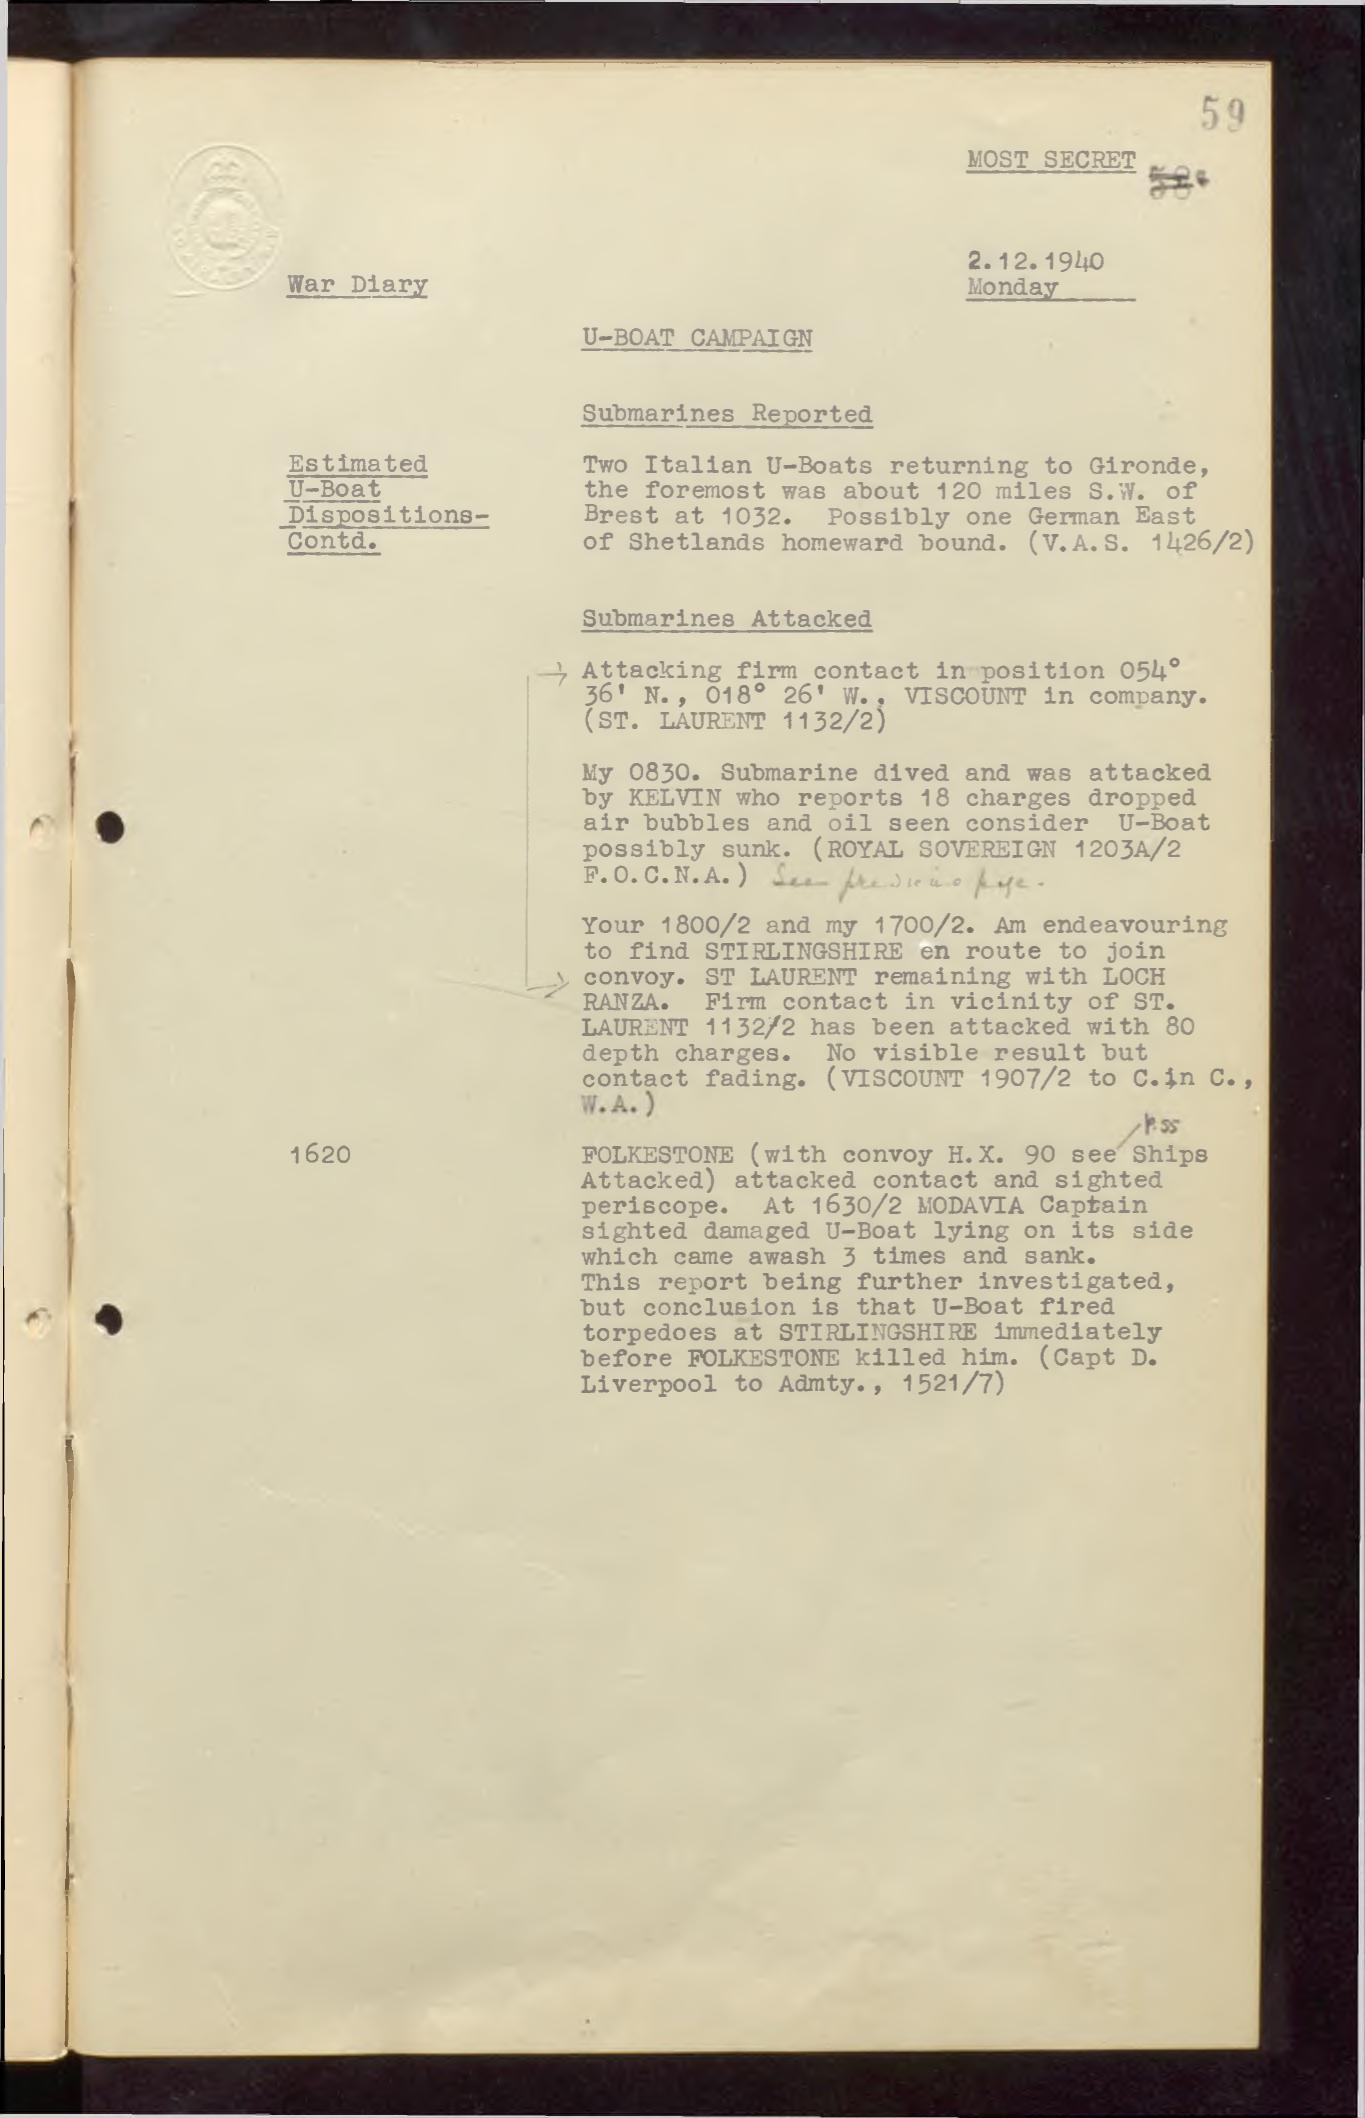 59
MOST SECRET
58.
2.12.1940
War Diary
Monday
U-BOAT CAMPAIGN
Submarines Reported
Estimated
U-Boat
Dispositions-
Contd.
Two Italian U-Boats returning to Gironde,
the foremost was about 120 miles S.W. of
Brest at 1032. Possibly one German East
of Shetlands homeward bound. (V.A.S. 1426/2)
Submarines Attacked
Attacking firm contact in position 054°
36' N., 018° 26' W., VISCOUNT in company.
(ST. LAURENT 1132/2)
My 0830. Submarine dived and was attacked
by KELVIN who reports 18 charges dropped
air bubbles and oil seen consider U-Boat
possibly sunk. (ROYAL SOVEREIGN 1203A/2
F.O.C.N.A.) See previous page.
Your 1800/2 and my 1700/2. Am endeavouring
to find STIRLINGSHIRE en route to join
convoy. ST LAURENT remaining with LOCH
RANZA. Firm contact in vicinity of ST.
LAURENT 1132/2 has been attacked with 80
depth charges. No visible result but
contact fading. (VISCOUNT 1907/2 to C.in C.,
W.A.)
p.55
1620
FOLKESTONE (with convoy H.X. 90 see Ships
Attacked) attacked contact and sighted
periscope. At 1630/2 MODAVIA Captain
sighted damaged U-Boat lying on its side
which came awash 3 times and sank.
This report being further investigated,
but conclusion is that U-Boat fired
torpedoes at STIRLINGSHIRE immediately
before FOLKESTONE killed him. (Capt D.
Liverpool to Admty., 1521/7)